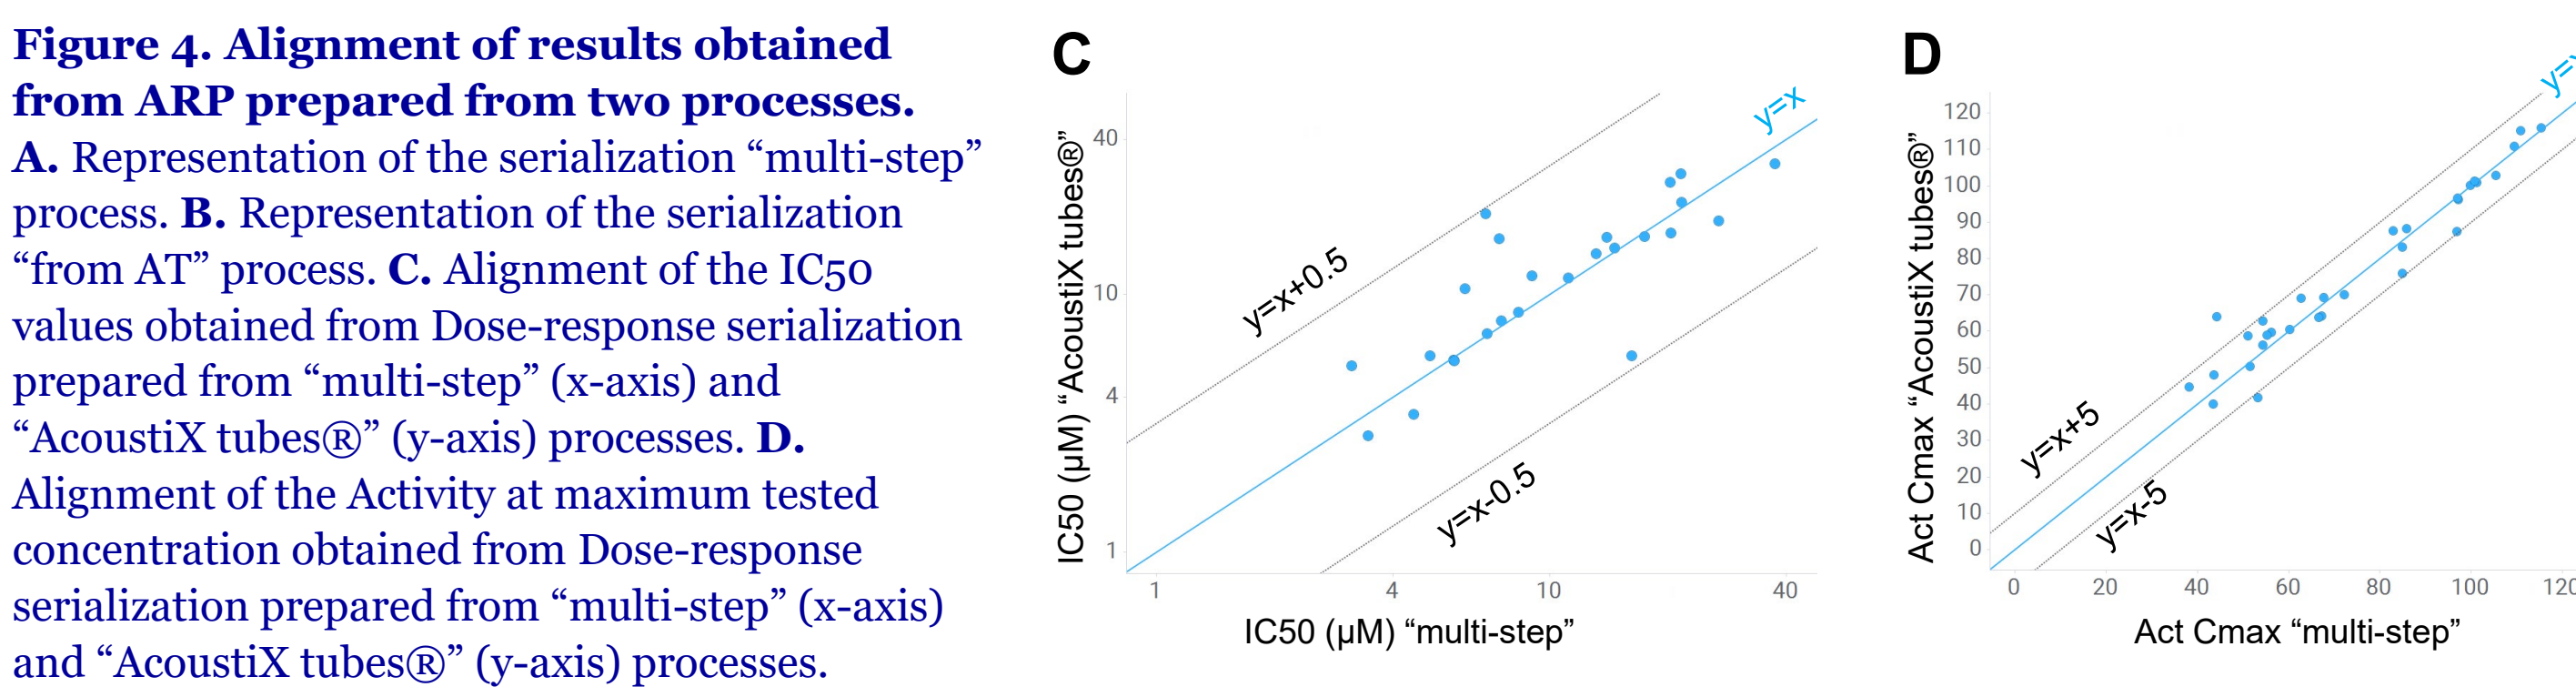 Figure 4. Alignment of results obtained
from ARP prepared from two processes.
A. Representation of the serialization “multi-step”
process. B. Representation of the serialization
“from AT” process. C. Alignment of the IC50
values obtained from Dose-response serialization
prepared from “multi-step” (x-axis) and
“AcoustiX tubes®” (y-axis) processes. D.
Alignment of the Activity at maximum tested
concentration obtained from Dose-response
serialization prepared from “multi-step” (x-axis)
and “AcoustiX tubes®” (y-axis) processes.
C
IC50 (µM) “AcoustiX tubes®”
40
10
4
1
y=x
y=x+0.5
y=x-0.5
1
4
10
40
IC50 (µM) “multi-step”
D
Act Cmax “AcoustiX tubes®”
120
110
100
90
80
70
60
50
40
30
20
10
0
y=
y=x+5
y=x-5
0
20
40
60
80
100
120
Act Cmax “multi-step”